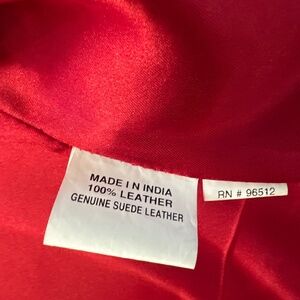 MADE IN INDIA
100% LEATHER
GENUINE SUEDE LEATHER
RN # 96512